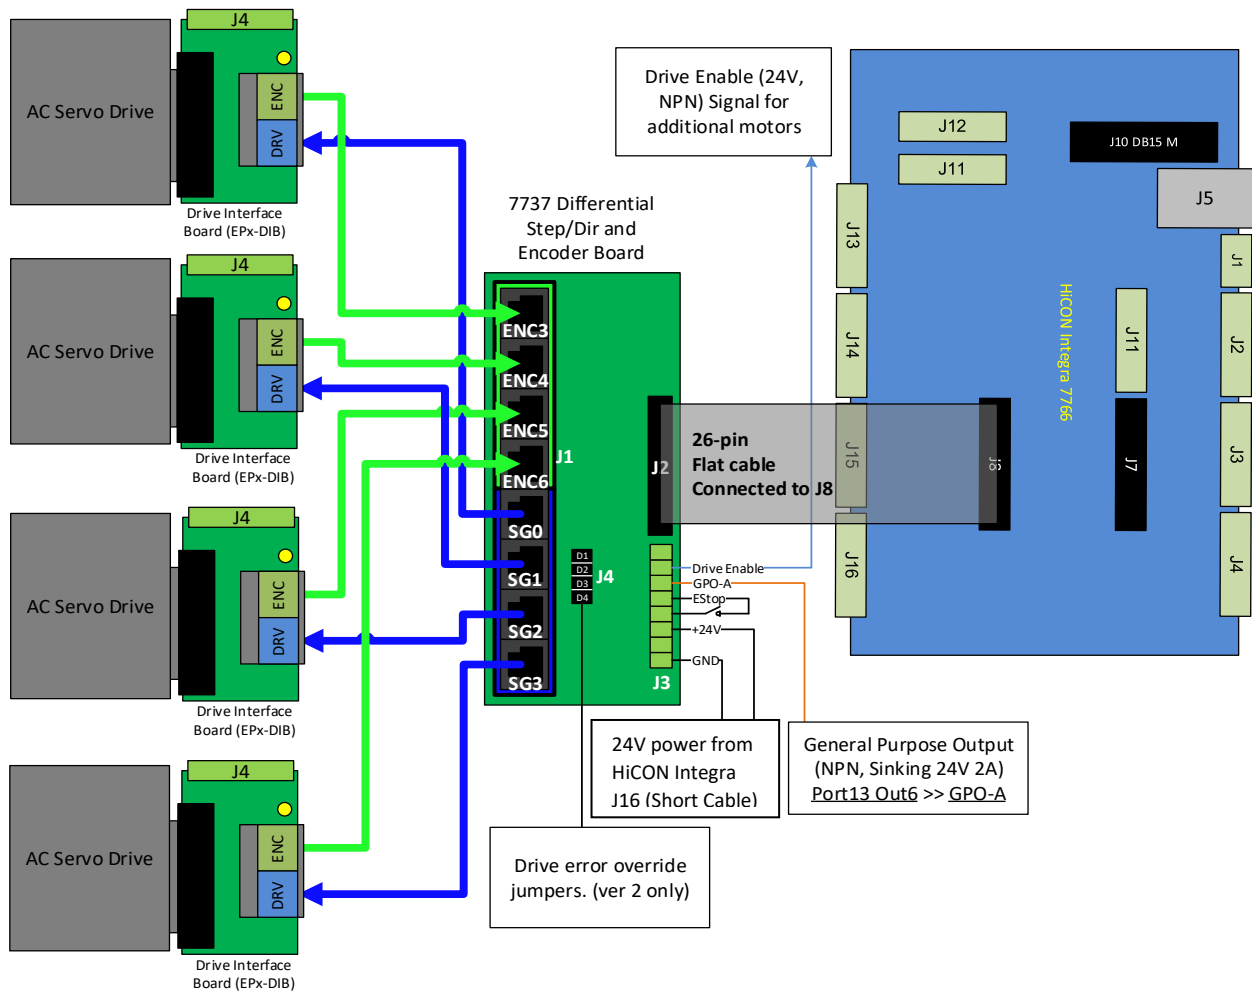 J4
AC Servo Drive
ENC
DRV
Drive Interface
Board (EPx-DIB)
J4
AC Servo Drive
ENC
DRV
Drive Interface
Board (EPx-DIB)
J4
AC Servo Drive
ENC
DRV
Drive Interface
Board (EPx-DIB)
J4
AC Servo Drive
ENC
DRV
Drive Interface
Board (EPx-DIB)
7737 Differential
Step/Dir and
Encoder Board
ENC3
ENC4
ENC5
ENC6
J1
SG0
SG1
SG2
SG3
D1
D2
D3
D4
J4
J2
26-pin
Flat cable
Connected to J8
Drive Enable
GPO-A
EStop
+24V
GND
J3
Drive Enable (24V,
NPN) Signal for
additional motors
24V power from
HiCON Integra
J16 (Short Cable)
General Purpose Output
(NPN, Sinking 24V 2A)
Port13 Out6 >> GPO-A
Drive error override
jumpers. (ver 2 only)
J12
J11
J10 DB15 M
J5
J13
J14
J15
J16
HiCON Integra 7766
J11
J8
J7
J1
J2
J3
J4